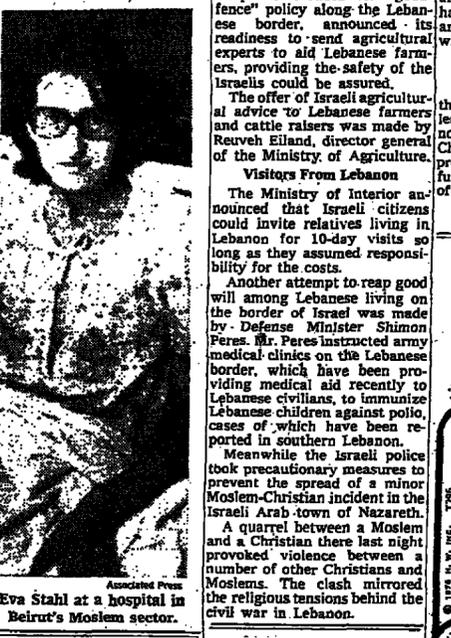 Associated Press
Eva Stahl at a hospital in
Beirut's Moslem sector.
fence" policy along the Leban-
ese border, announced its
readiness to send agricultural
experts to aid Lebanese farm-
ers, providing the safety of the
Israelis could be assured.
The offer of Israeli agricultur-
al advice to Lebanese farmers
and cattle raisers was made by
Reuveh Eiland, director general
of the Ministry of Agriculture.
Visitors From Lebanon
The Ministry of Interior an-
nounced that Israeli citizens
could invite relatives living in
Lebanon for 10-day visits so
long as they assumed responsi-
bility for the costs.
Another attempt to reap good
will among Lebanese living on
the border of Israel was made
by Defense Minister Shimon
Peres. Mr. Peres instructed army
medical clinics on the Lebanese
border, which have been pro-
viding medical aid recently to
Lebanese civilians, to immunize
Lebanese children against polio,
cases of which have been re-
ported in southern Lebanon.
Meanwhile the Israeli police
took precautionary measures to
prevent the spread of a minor
Moslem-Christian incident in the
Israeli Arab town of Nazareth.
A quarrel between a Moslem
and a Christian there last night
provoked violence between a
number of other Christians and
Moslems. The clash mirrored
the religious tensions behind the
civil war in Lebanon.